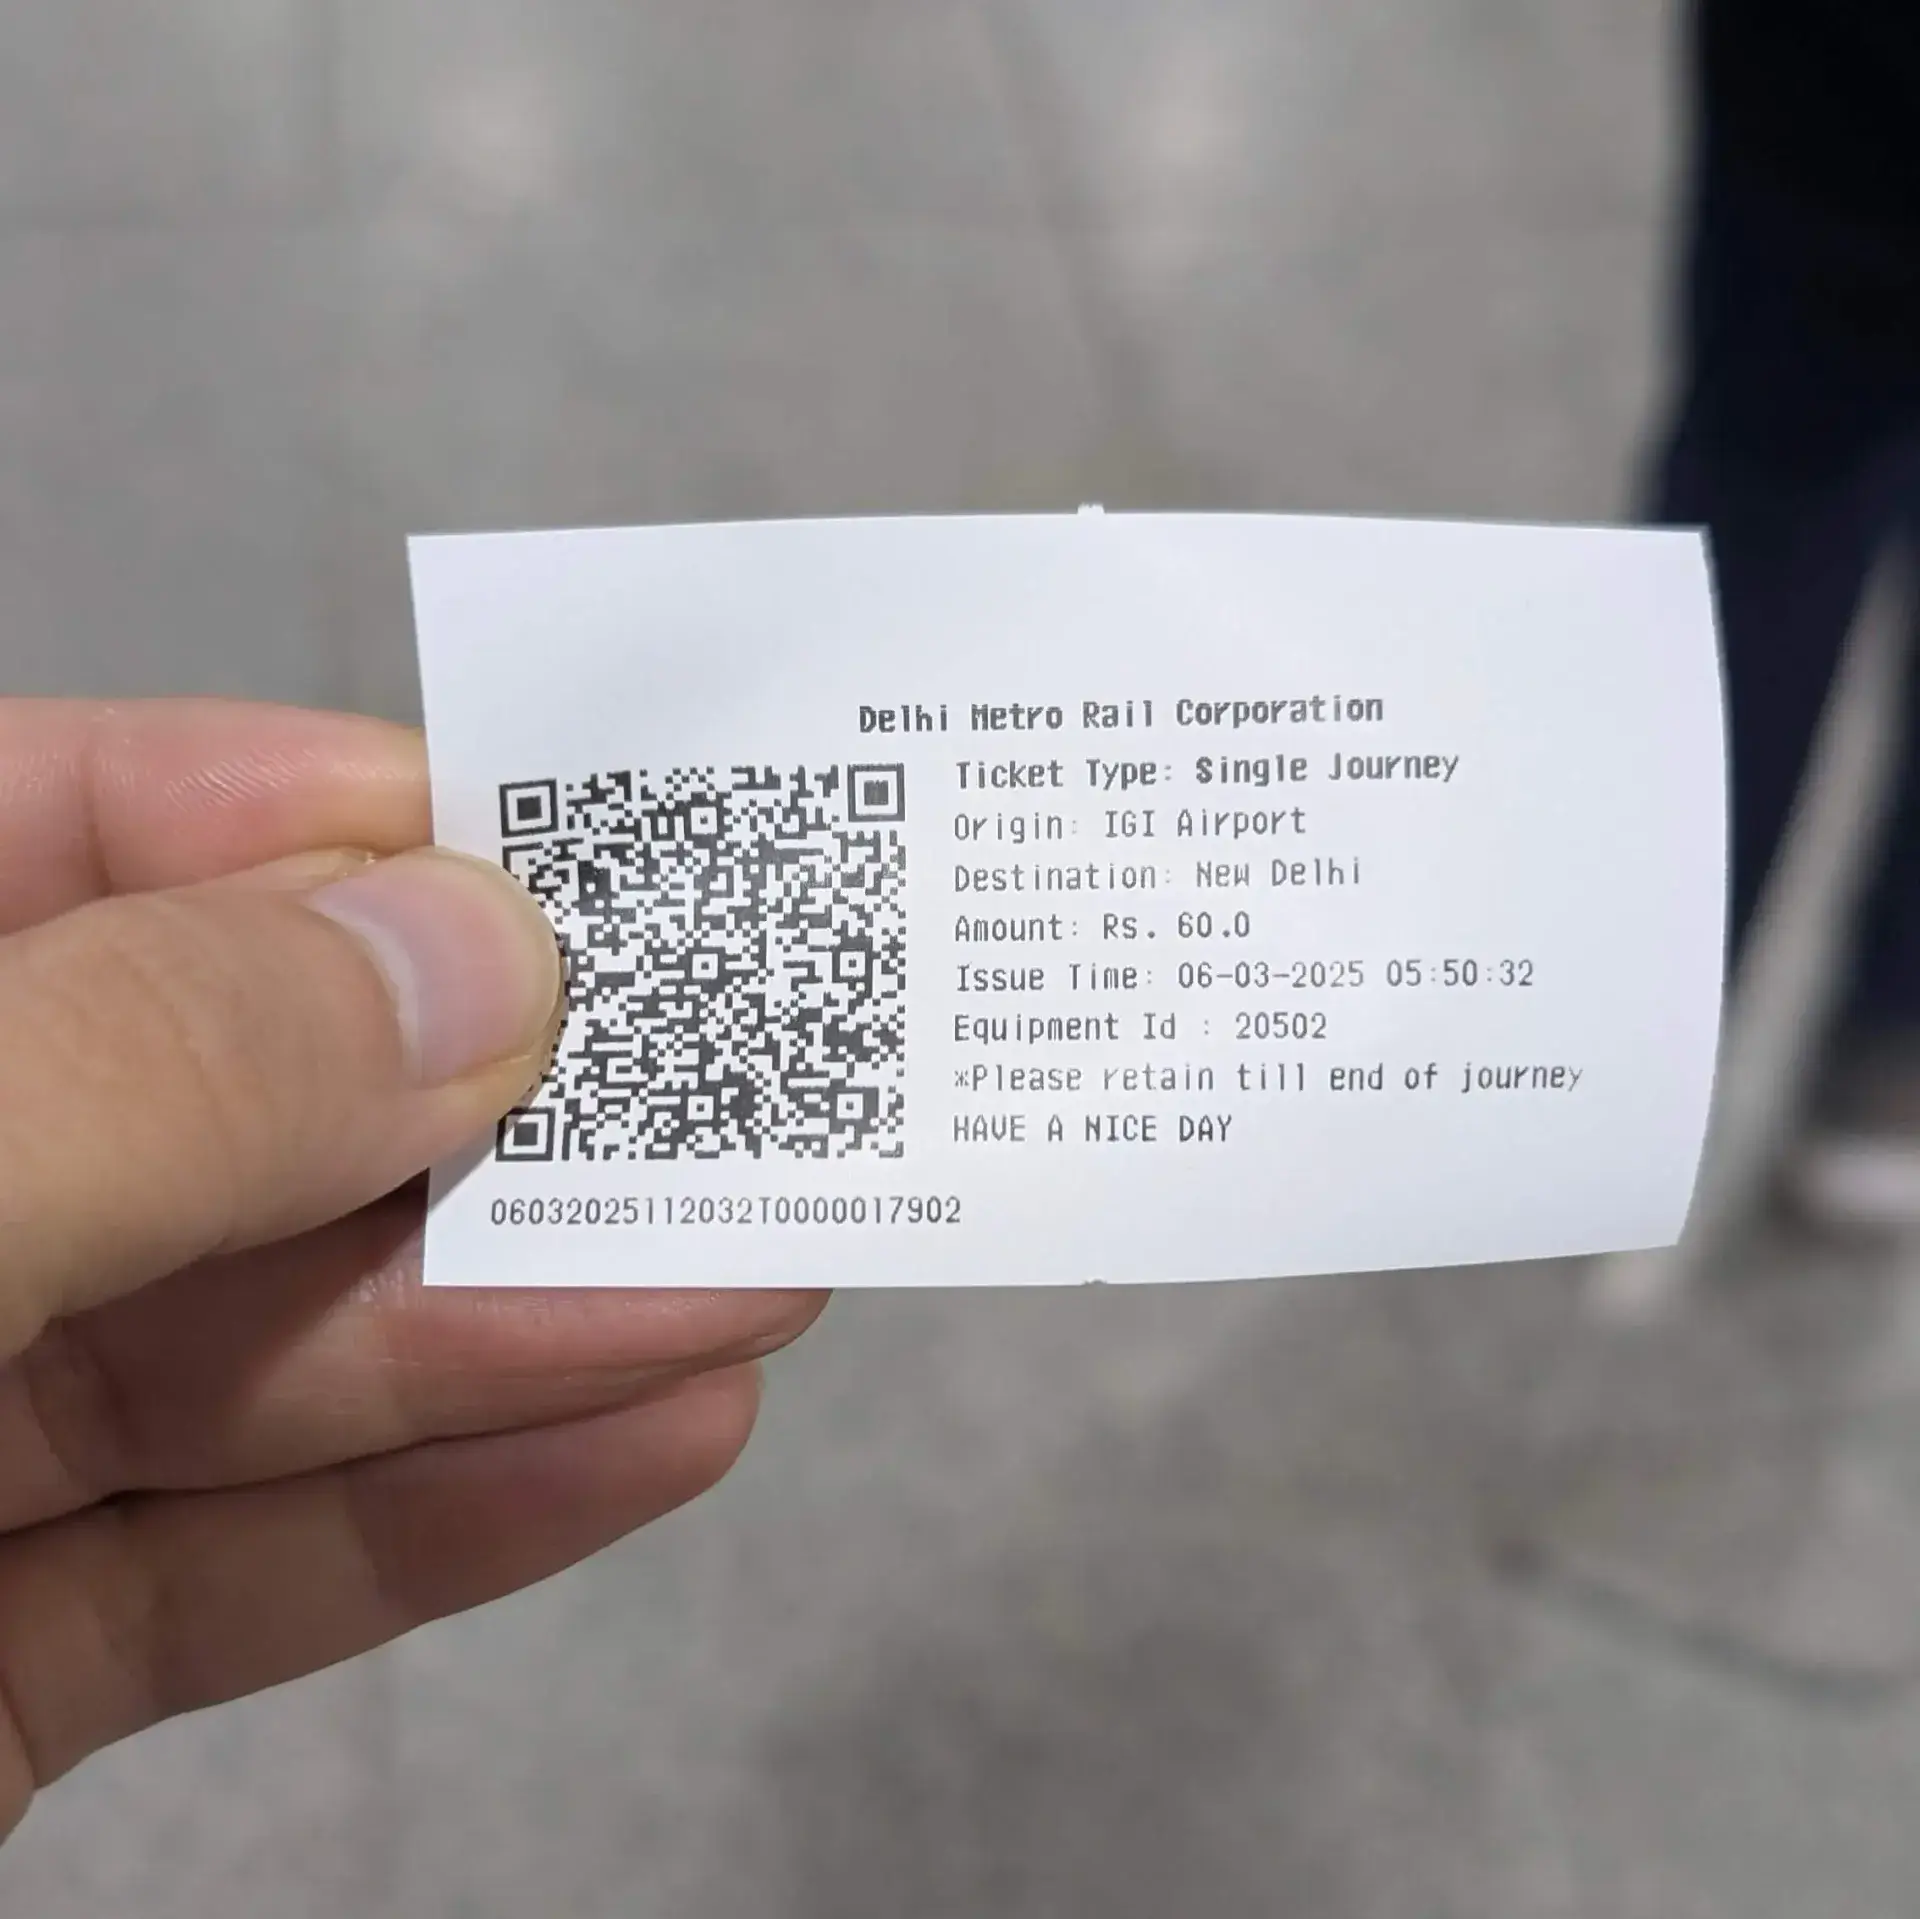 Delhi Metro Rail Corporation
Ticket Type: Single Journey
Origin: IGI Airport
Destination: New Delhi
Amount: Rs. 60.0
Issue Time: 06-03-2025 05:50:32
Equipment Id : 20502
*Please retain till end of journey
HAVE A NICE DAY
06032025112032T0000017902